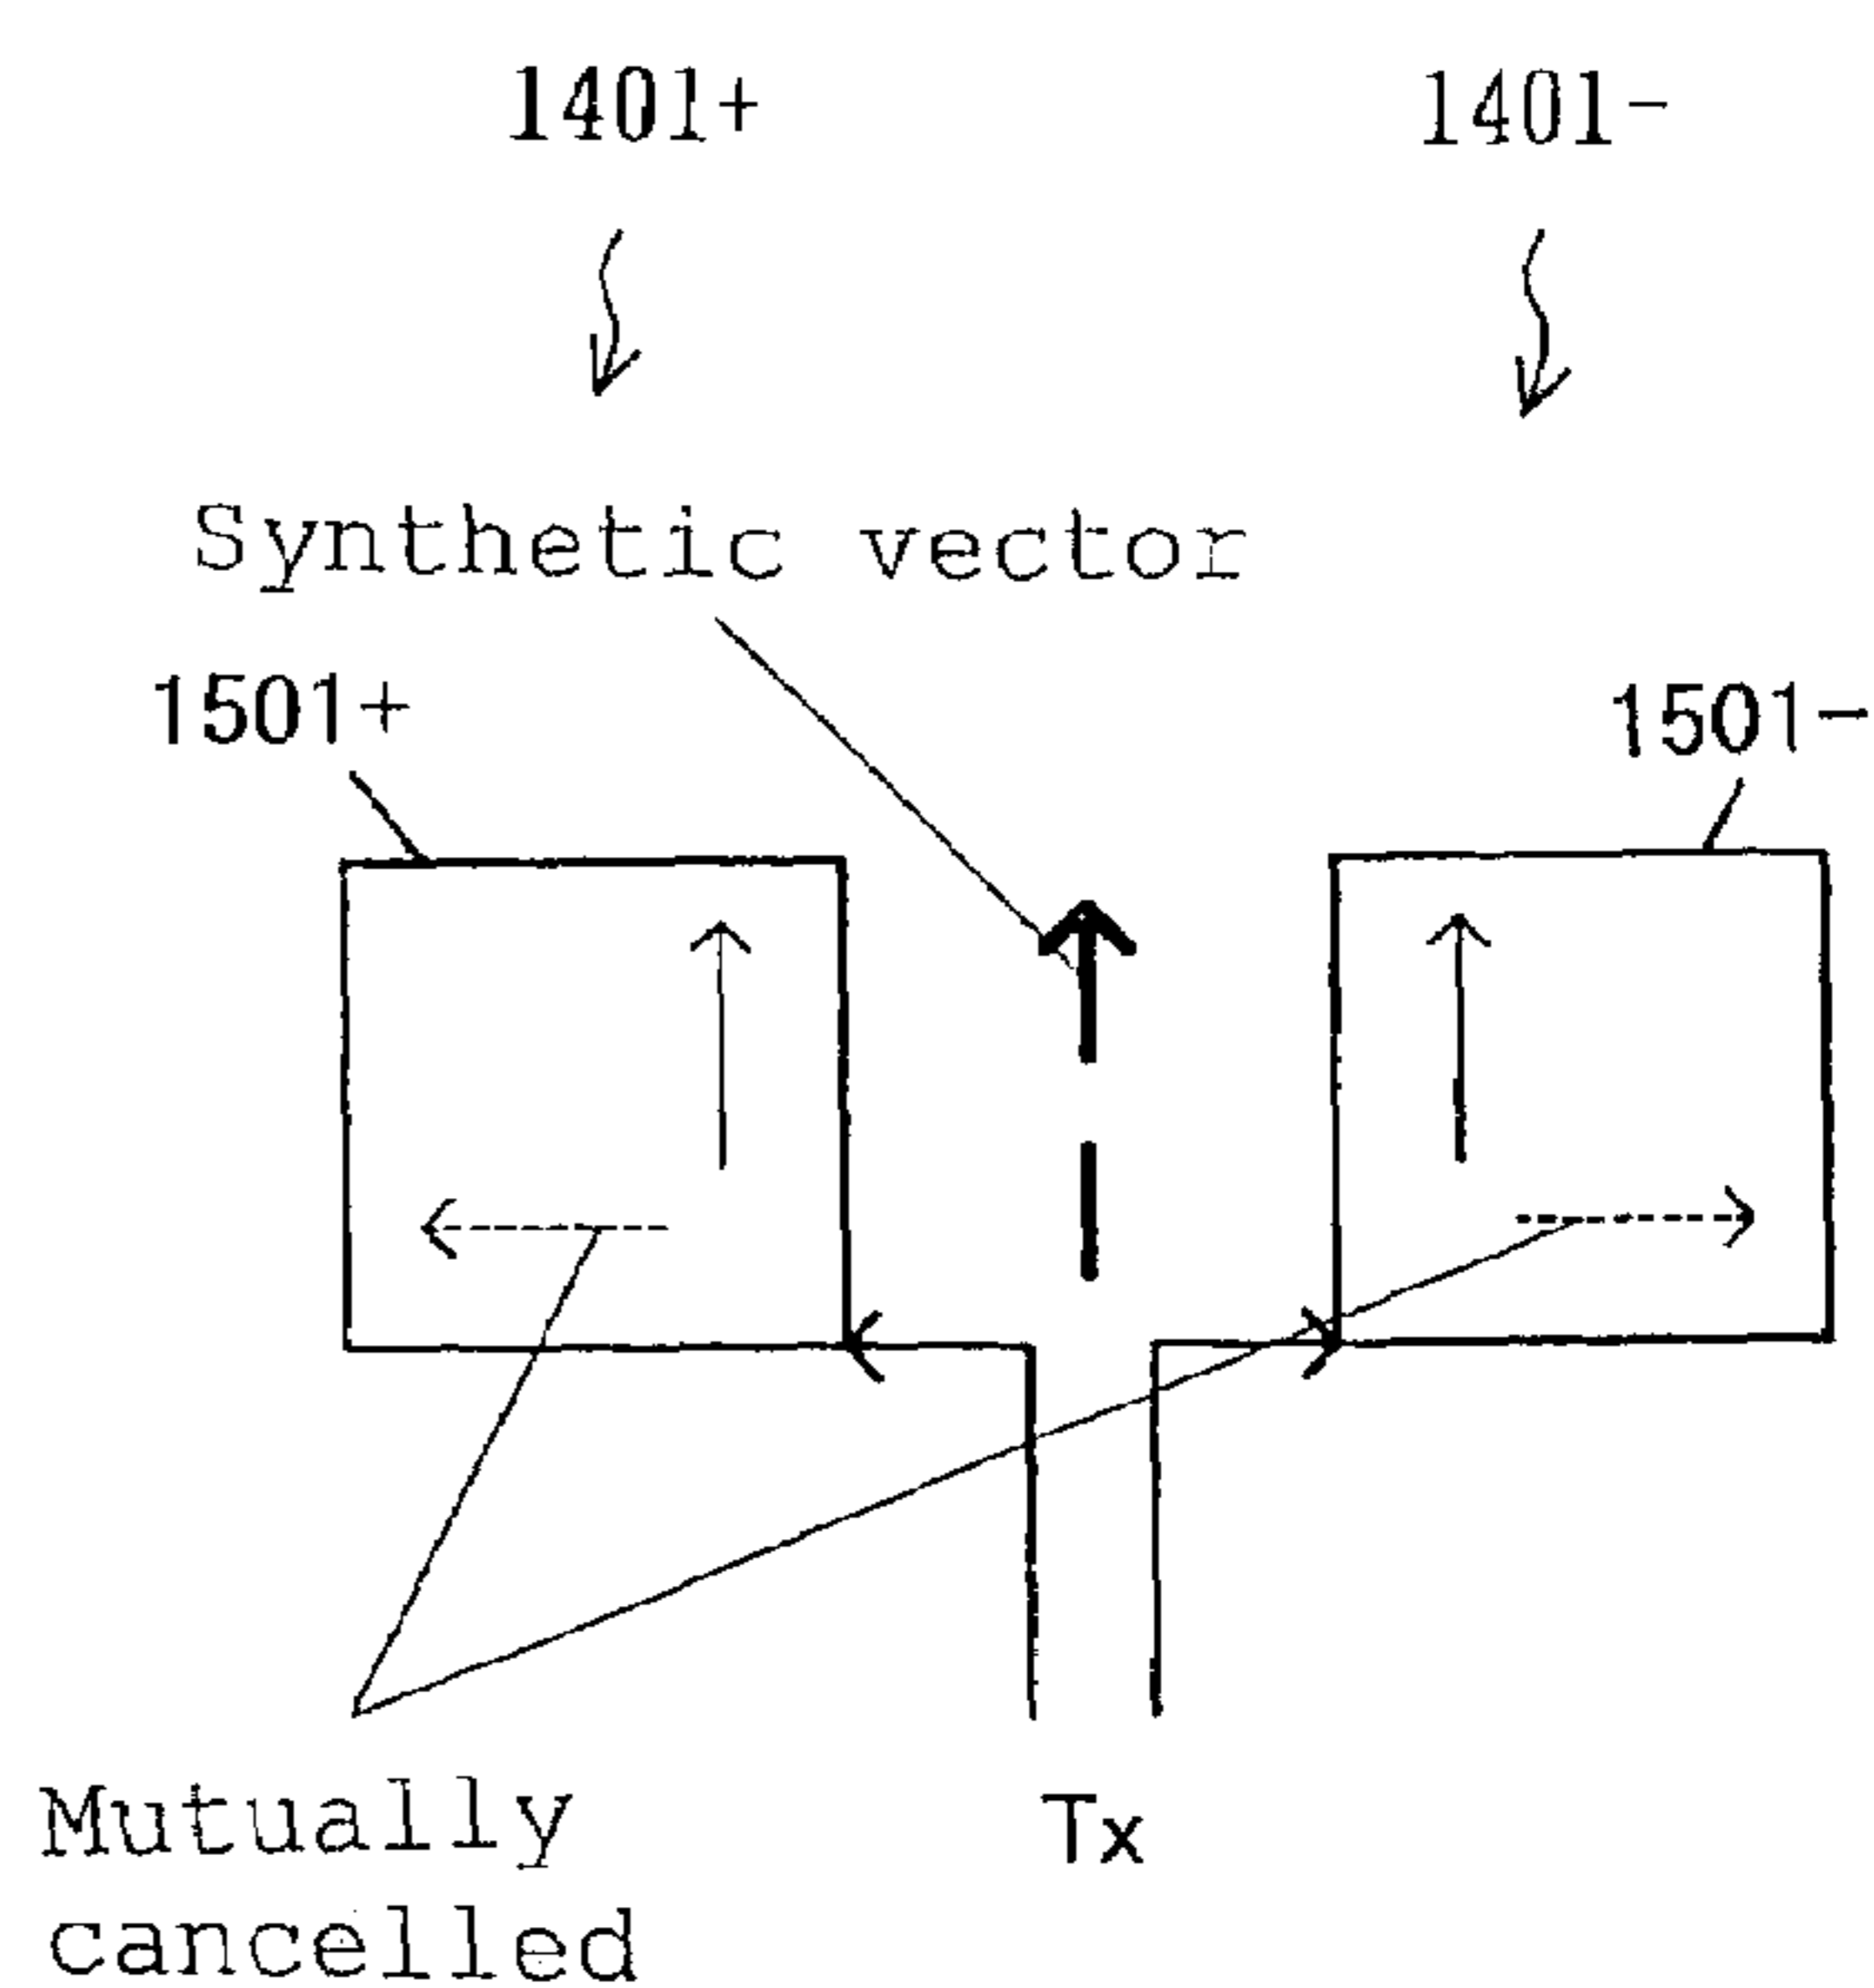 1401+
1401-
Synthetic vector
1501+
1501-
Mutually
cancelled
Tx